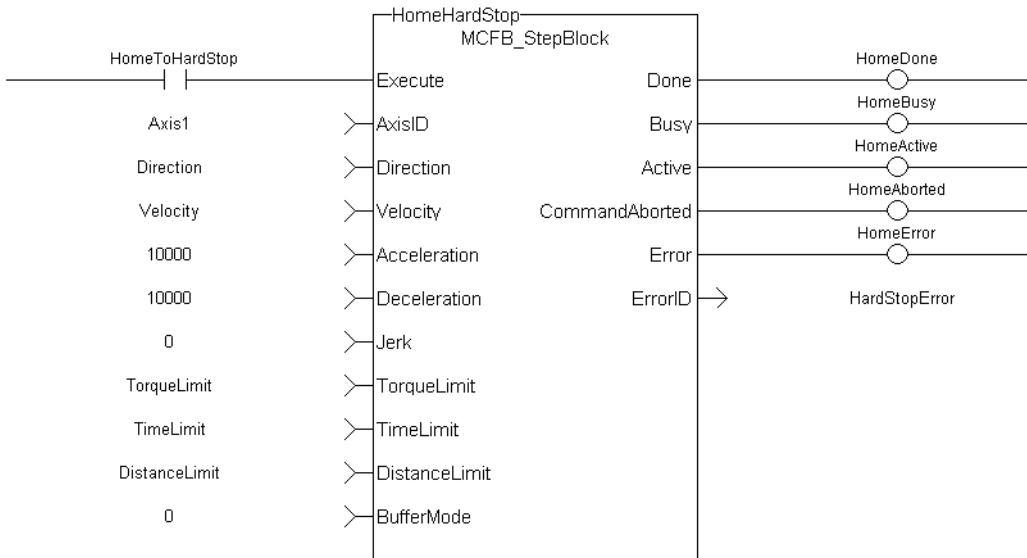 HomeHardStop
MCFB_StepBlock
HomeToHardStop Execute Done HomeDone
Axis1 AxisID Busy HomeBusy
Direction Direction Active HomeActive
Velocity Velocity CommandAborted HomeAborted
10000 Acceleration Error HomeError
10000 Deceleration ErrorID HardStopError
0 Jerk
TorqueLimit TorqueLimit
TimeLimit TimeLimit
DistanceLimit DistanceLimit
0 BufferMode